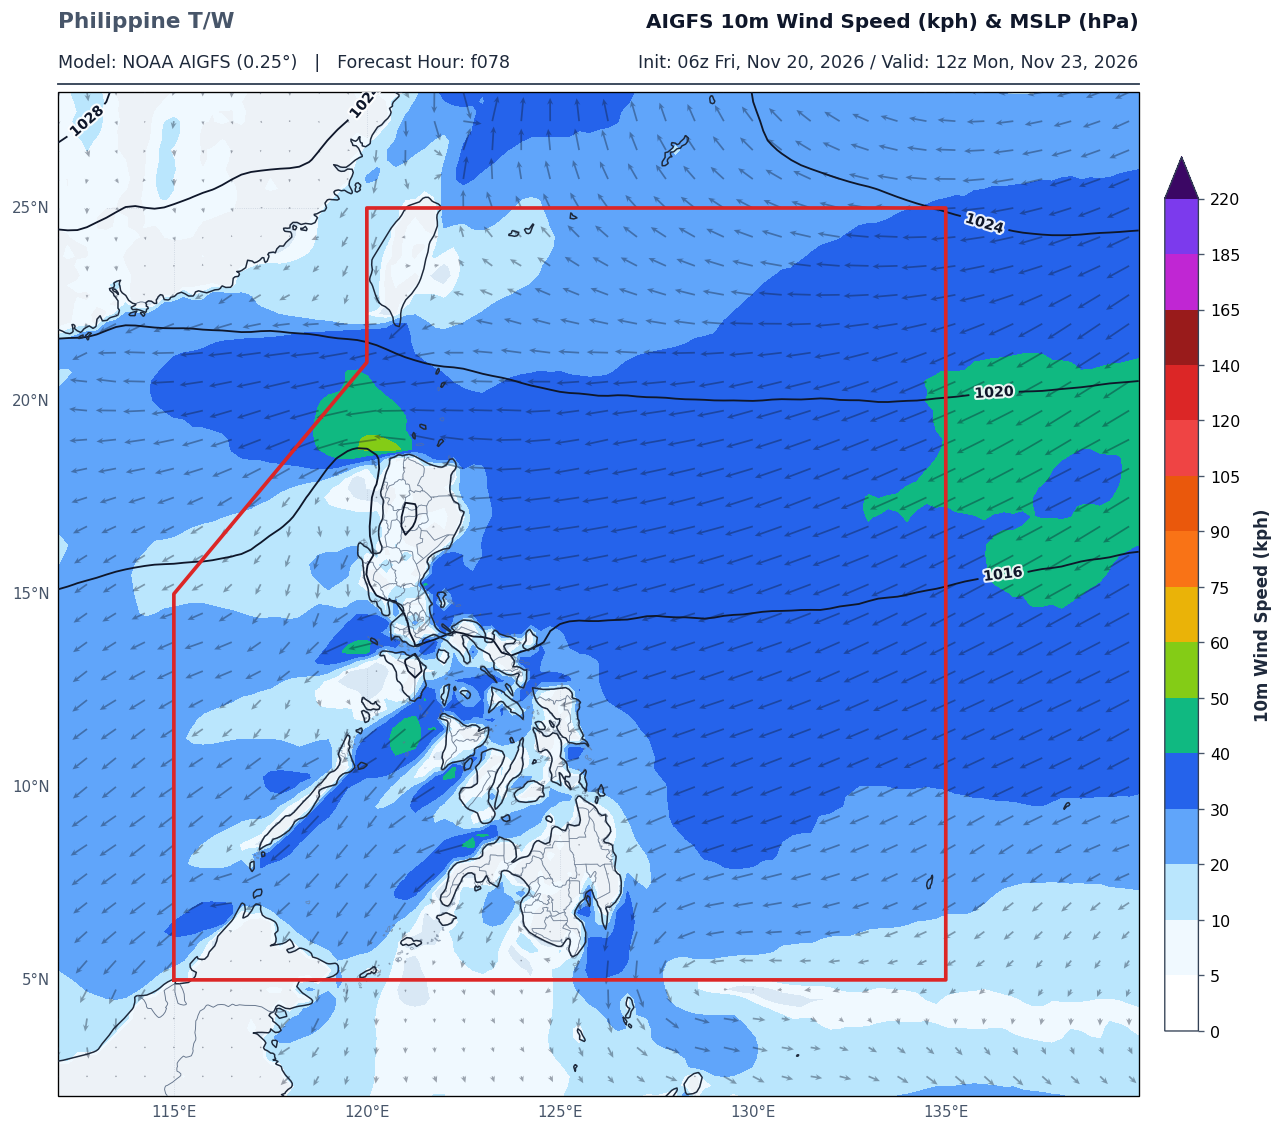 Philippine T/W
AIGFS 10m Wind Speed (kph) & MSLP (hPa)
Model: NOAA AIGFS (0.25°) | Forecast Hour: f078
Init: 06z Fri, Nov 20, 2026 / Valid: 12z Mon, Nov 23, 2026
1028
1024
1024
1020
1016
25°N
20°N
15°N
10°N
5°N
115°E
120°E
125°E
130°E
135°E
220
185
165
140
120
105
90
75
60
50
40
30
20
10
5
0
10m Wind Speed (kph)